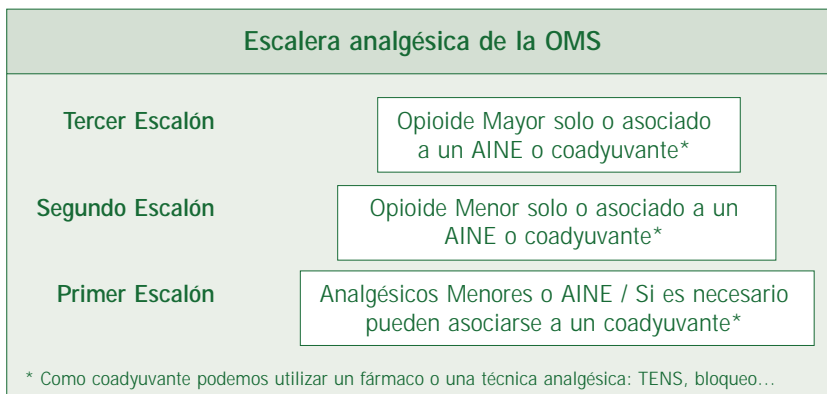 Escalera analgésica de la OMS
Tercer Escalón
Opioide Mayor solo o asociado
a un AINE o coadyuvante*
Segundo Escalón
Opioide Menor solo o asociado a un
AINE o coadyuvante*
Primer Escalón
Analgésicos Menores o AINE / Si es necesario
pueden asociarse a un coadyuvante*
* Como coadyuvante podemos utilizar un fármaco o una técnica analgésica: TENS, bloqueo…